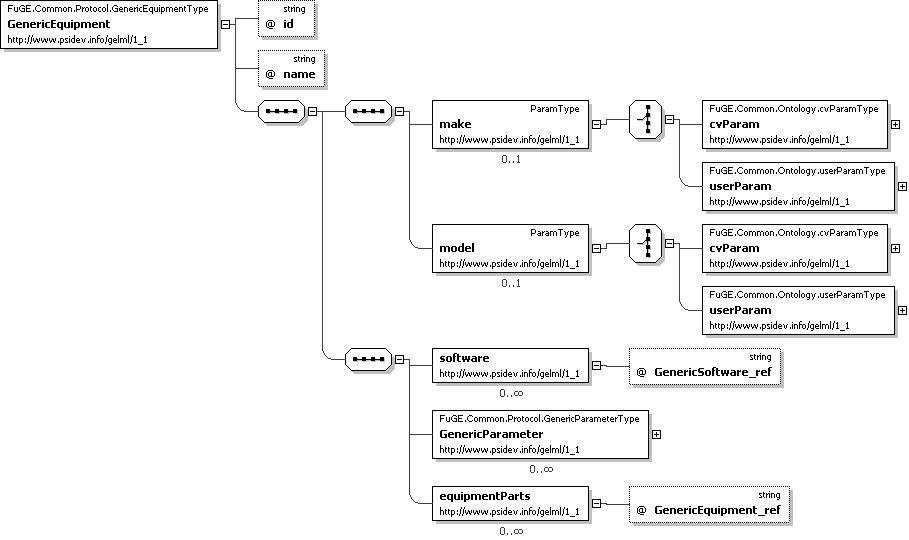 FuGE.Common.Protocol.GenericEquipmentType
GenericEquipment
http://www.psidev.info/gelml/1_1
string
@ id
string
@ name
ParamType
make
http://www.psidev.info/gelml/1_1
0..1
FuGE.Common.Ontology.cvParamType
cvParam
http://www.psidev.info/gelml/1_1
FuGE.Common.Ontology.userParamType
userParam
http://www.psidev.info/gelml/1_1
ParamType
model
http://www.psidev.info/gelml/1_1
0..1
FuGE.Common.Ontology.cvParamType
cvParam
http://www.psidev.info/gelml/1_1
FuGE.Common.Ontology.userParamType
userParam
http://www.psidev.info/gelml/1_1
software
http://www.psidev.info/gelml/1_1
0..∞
string
@ GenericSoftware_ref
FuGE.Common.Protocol.GenericParameterType
GenericParameter
http://www.psidev.info/gelml/1_1
0..∞
equipmentParts
http://www.psidev.info/gelml/1_1
0..∞
string
@ GenericEquipment_ref